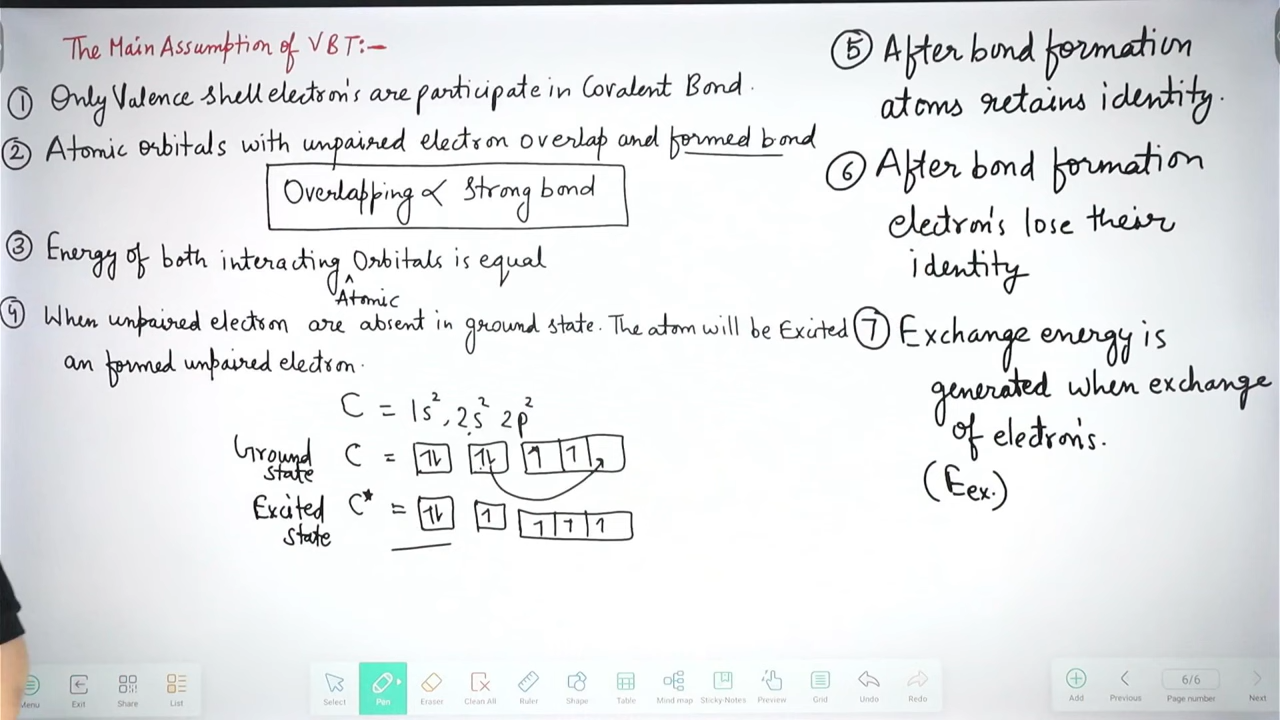 The Main Assumption of VBT:-
① Only Valence shell electron's are participate in Covalent Bond.
② Atomic orbitals with unpaired electron overlap and formed bond
Overlapping ∝ Strong bond
③ Energy of both interacting Orbitals is equal
^
Atomic
④ When unpaired electron are absent in ground state. The atom will be Excited
an formed unpaired electron.
C = 1s², 2s² 2p²
Ground state C = ⥮ ⥮ ↿ ↿
Excited state C* = ⥮ ↿ ↿ ↿ ↿
⑤ After bond formation
atoms retains identity.
⑥ After bond formation
electron's lose their
identity
⑦ Exchange energy is
generated when exchange
of electron's.
(Eex.)
Menu Exit Share List Select Pen Eraser Clean All Ruler Shape Table Mind map Sticky-Notes Preview Grid Undo Redo Add Previous 6/6 Page number Next